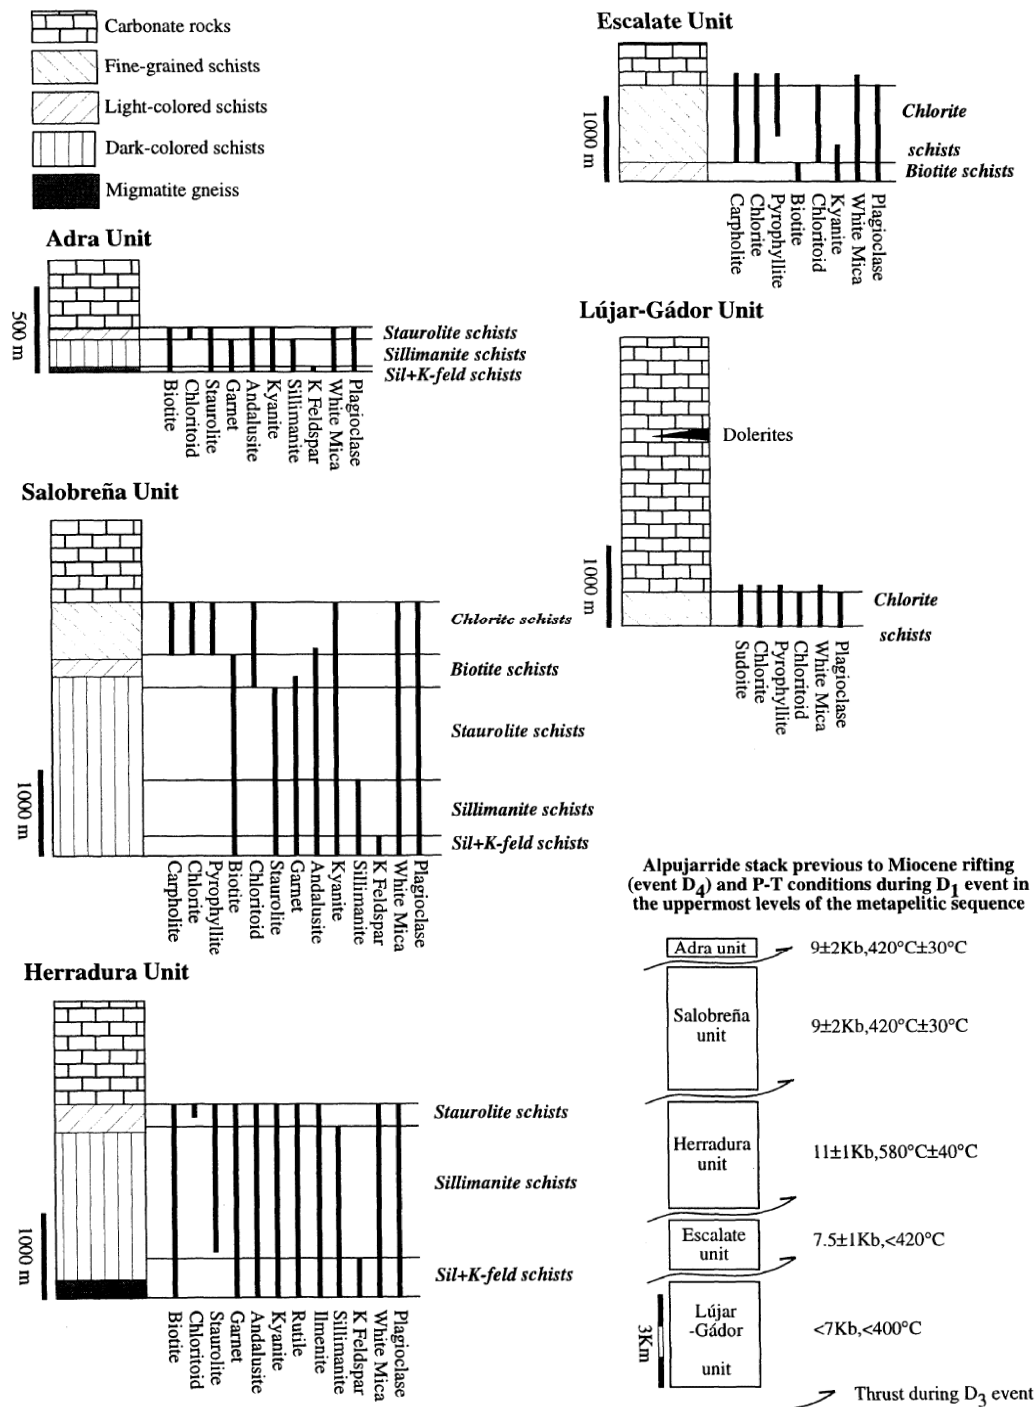 Carbonate rocks
Fine-grained schists
Light-colored schists
Dark-colored schists
Migmatite gneiss
Adra Unit
500 m
Staurolite schists
Sillimanite schists
Sil+K-feld schists
Biotite
Chloritoid
Staurolite
Garnet
Andalusite
Kyanite
Sillimanite
K Feldspar
White Mica
Plagioclase
Salobreña Unit
Chlorite schists
Biotite schists
Staurolite schists
1000 m
Sillimanite schists
Sil+K-feld schists
Carpholite
Chlorite
Pyrophyllite
Biotite
Chloritoid
Staurolite
Garnet
Andalusite
Kyanite
Sillimanite
K Feldspar
White Mica
Plagioclase
Herradura Unit
Staurolite schists
Sillimanite schists
1000 m
Sil+K-feld schists
Biotite
Chloritoid
Staurolite
Garnet
Andalusite
Kyanite
Rutile
Ilmenite
Sillimanite
K Feldspar
White Mica
Plagioclase
Escalate Unit
1000 m
Chlorite
schists
Biotite schists
Carpholite
Chlorite
Pyrophyllite
Biotite
Chloritoid
Kyanite
White Mica
Plagioclase
Lújar-Gádor Unit
Dolerites
1000 m
Chlorite
schists
Sudoite
Chlorite
Pyrophyllite
Chloritoid
White Mica
Plagioclase
Alpujarride stack previous to Miocene rifting
(event D4) and P-T conditions during D1 event in
the uppermost levels of the metapelitic sequence
Adra unit
9±2Kb,420°C±30°C
Salobreña
unit
9±2Kb,420°C±30°C
Herradura
unit
11±1Kb,580°C±40°C
Escalate
unit
7.5±1Kb,<420°C
Lújar
-Gádor
unit
<7Kb,<400°C
3Km
Thrust during D3 event